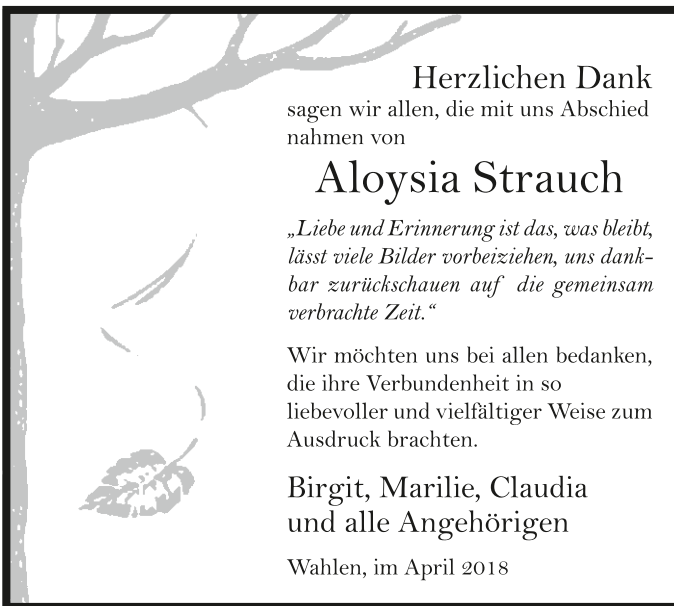 Herzlichen Dank
sagen wir allen, die mit uns Abschied
nahmen von
Aloysia Strauch
„Liebe und Erinnerung ist das, was bleibt,
lässt viele Bilder vorbeiziehen, uns dank-
bar zurückschauen auf die gemeinsam
verbrachte Zeit.“
Wir möchten uns bei allen bedanken,
die ihre Verbundenheit in so
liebevoller und vielfältiger Weise zum
Ausdruck brachten.
Birgit, Marilie, Claudia
und alle Angehörigen
Wahlen, im April 2018